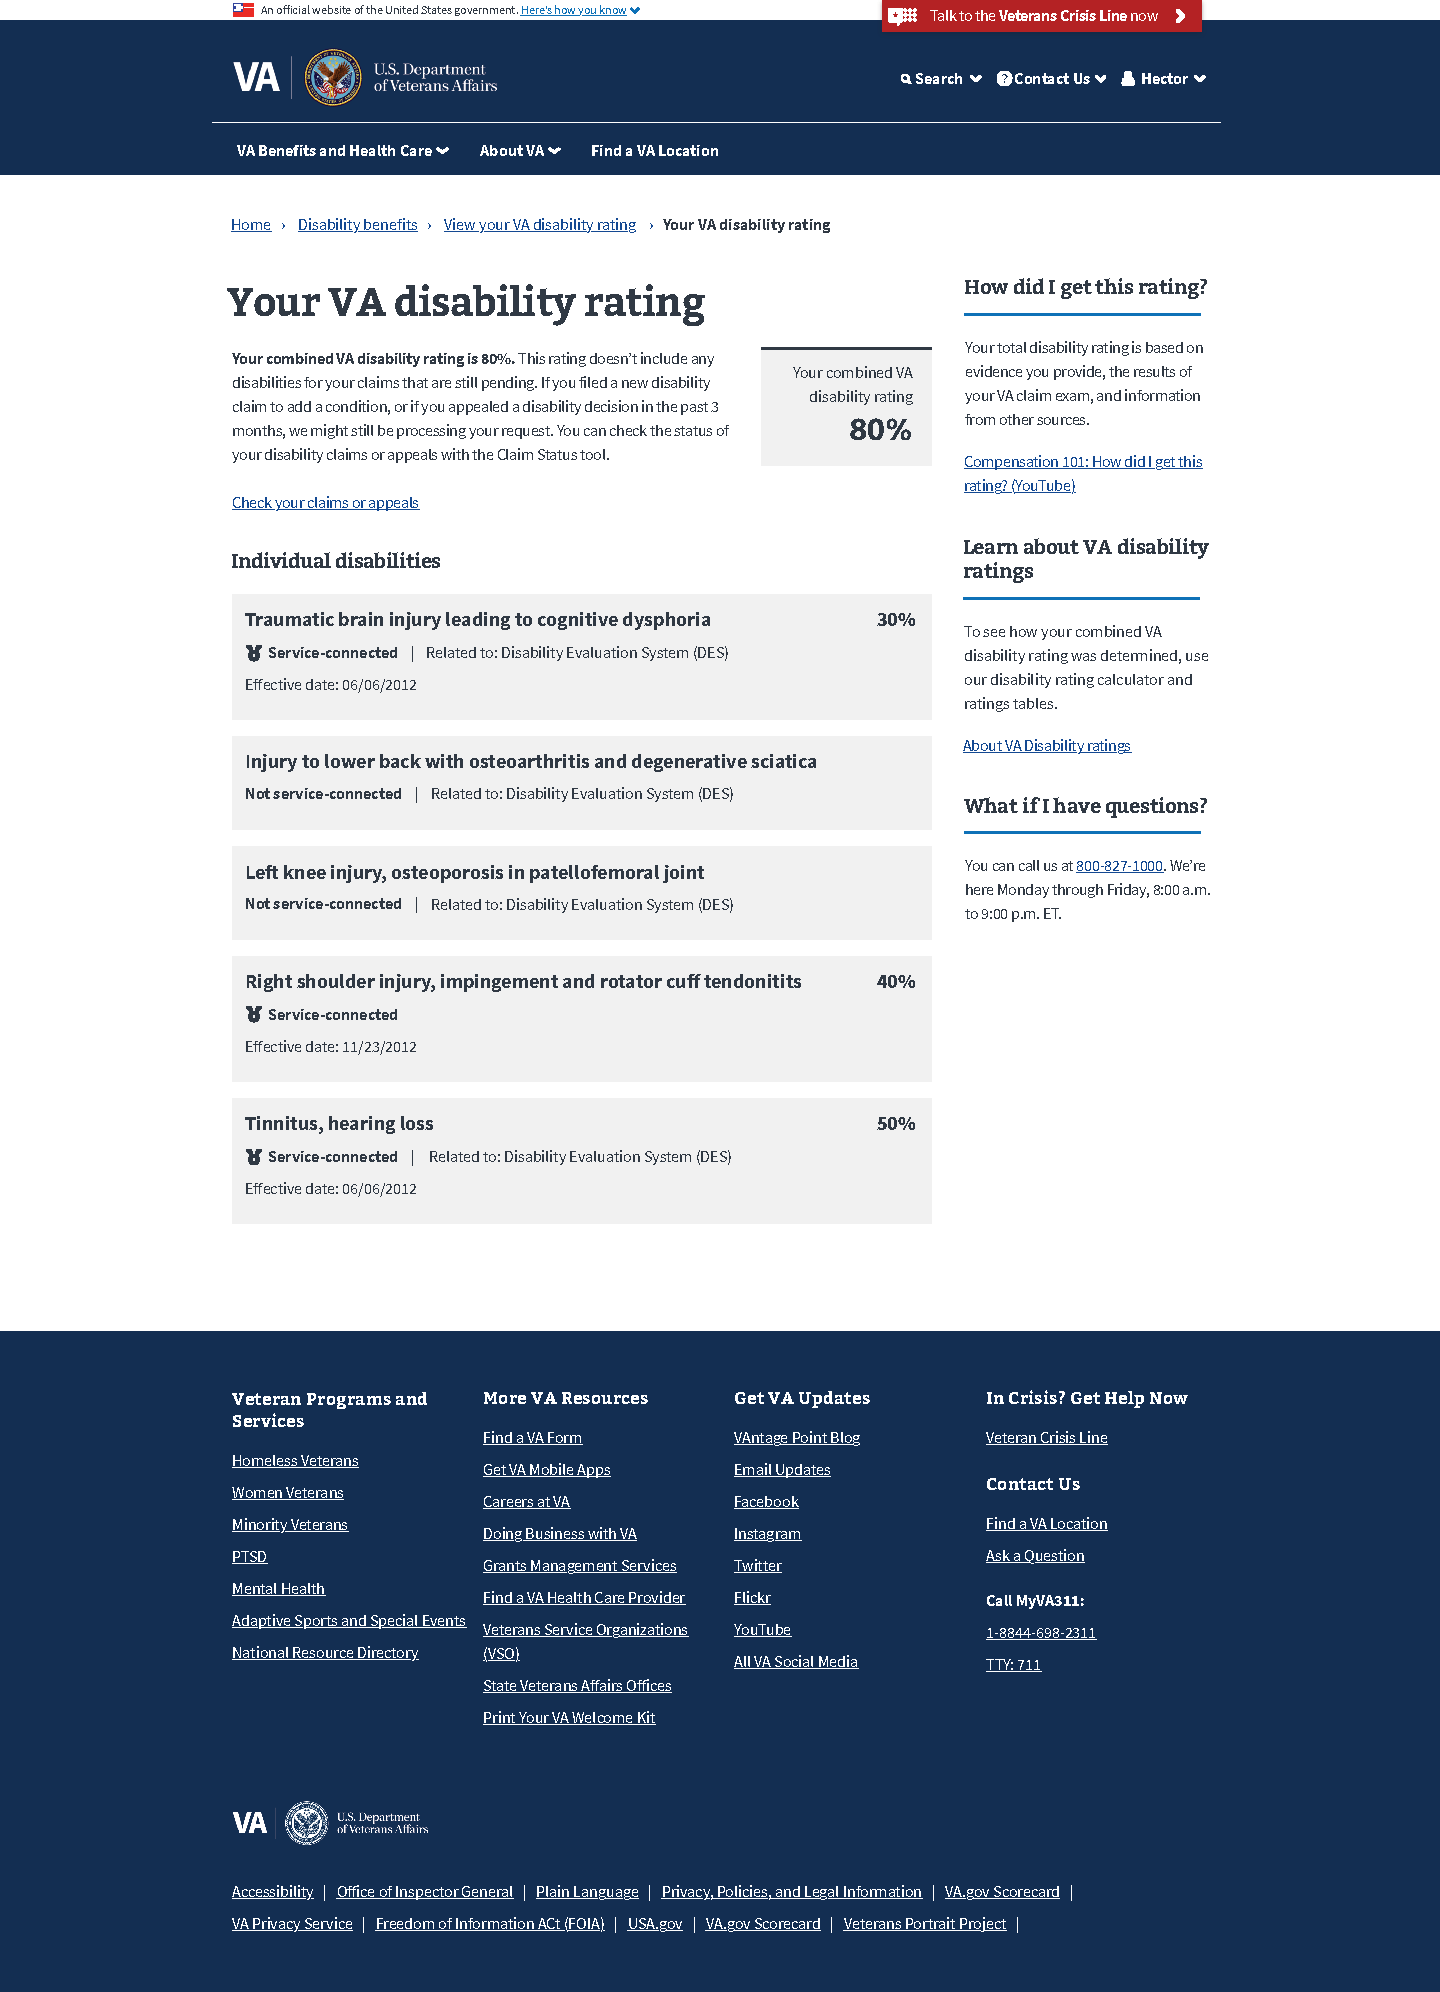 An official website of the United States government. Here's how you know
Talk to the Veterans Crisis Line now
VA
U.S. Department
of Veterans Affairs
Search
Contact Us
Hector
VA Benefits and Health Care
About VA
Find a VA Location
Home › Disability benefits › View your VA disability rating › Your VA disability rating
Your VA disability rating
Your combined VA disability rating is 80%. This rating doesn't include any
disabilities for your claims that are still pending. If you filed a new disability
claim to add a condition, or if you appealed a disability decision in the past 3
months, we might still be processing your request. You can check the status of
your disability claims or appeals with the Claim Status tool.
Check your claims or appeals
Your combined VA
disability rating
80%
Individual disabilities
Traumatic brain injury leading to cognitive dysphoria 30%
Service-connected | Related to: Disability Evaluation System (DES)
Effective date: 06/06/2012
Injury to lower back with osteoarthritis and degenerative sciatica
Not service-connected | Related to: Disability Evaluation System (DES)
Left knee injury, osteoporosis in patellofemoral joint
Not service-connected | Related to: Disability Evaluation System (DES)
Right shoulder injury, impingement and rotator cuff tendonitits 40%
Service-connected
Effective date: 11/23/2012
Tinnitus, hearing loss 50%
Service-connected | Related to: Disability Evaluation System (DES)
Effective date: 06/06/2012
How did I get this rating?
Your total disability rating is based on
evidence you provide, the results of
your VA claim exam, and information
from other sources.
Compensation 101: How did I get this
rating? (YouTube)
Learn about VA disability
ratings
To see how your combined VA
disability rating was determined, use
our disability rating calculator and
ratings tables.
About VA Disability ratings
What if I have questions?
You can call us at 800-827-1000. We're
here Monday through Friday, 8:00 a.m.
to 9:00 p.m. ET.
Veteran Programs and
Services
Homeless Veterans
Women Veterans
Minority Veterans
PTSD
Mental Health
Adaptive Sports and Special Events
National Resource Directory
More VA Resources
Find a VA Form
Get VA Mobile Apps
Careers at VA
Doing Business with VA
Grants Management Services
Find a VA Health Care Provider
Veterans Service Organizations
(VSO)
State Veterans Affairs Offices
Print Your VA Welcome Kit
Get VA Updates
VAntage Point Blog
Email Updates
Facebook
Instagram
Twitter
Flickr
YouTube
All VA Social Media
In Crisis? Get Help Now
Veteran Crisis Line
Contact Us
Find a VA Location
Ask a Question
Call MyVA311:
1-8844-698-2311
TTY: 711
VA
U.S. Department
of Veterans Affairs
Accessibility | Office of Inspector General | Plain Language | Privacy, Policies, and Legal Information | VA.gov Scorecard |
VA Privacy Service | Freedom of Information ACt (FOIA) | USA.gov | VA.gov Scorecard | Veterans Portrait Project |